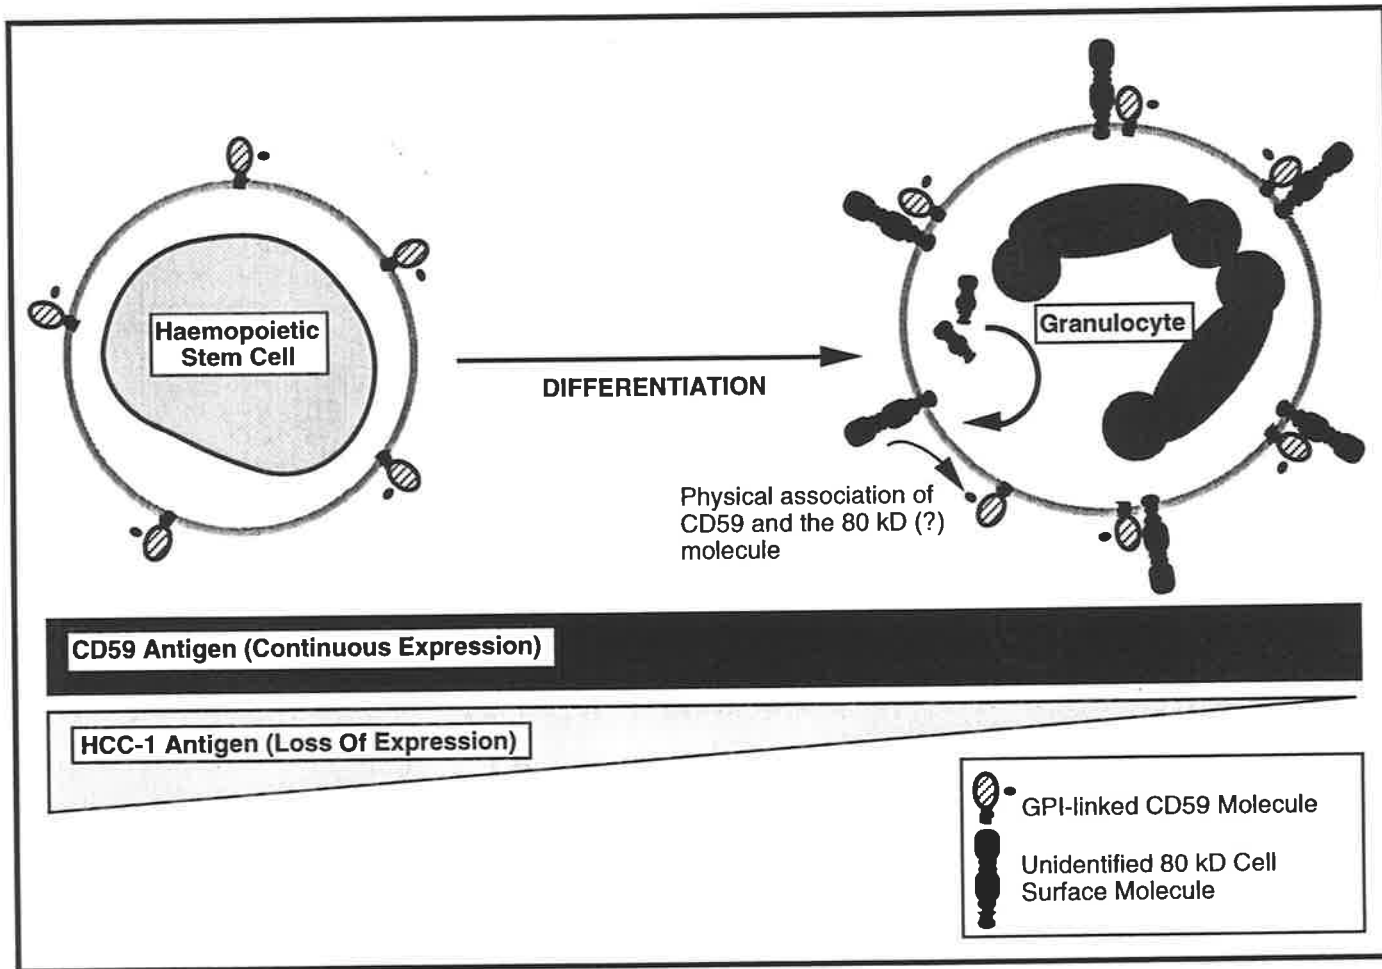 Haemopoietic
Stem Cell
DIFFERENTIATION
Granulocyte
Physical association of
CD59 and the 80 kD (?)
molecule
CD59 Antigen (Continuous Expression)
HCC-1 Antigen (Loss Of Expression)
GPI-linked CD59 Molecule
Unidentified 80 kD Cell
Surface Molecule